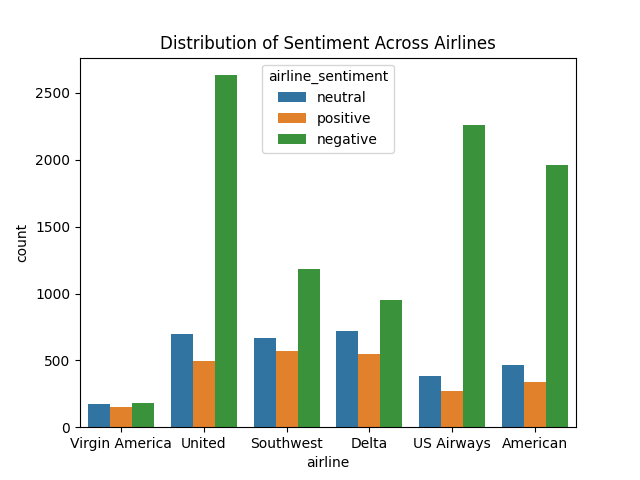 Distribution of Sentiment Across Airlines
airline_sentiment
neutral
positive
negative
count
2500
2000
1500
1000
500
0
Virgin America United Southwest Delta US Airways American
airline